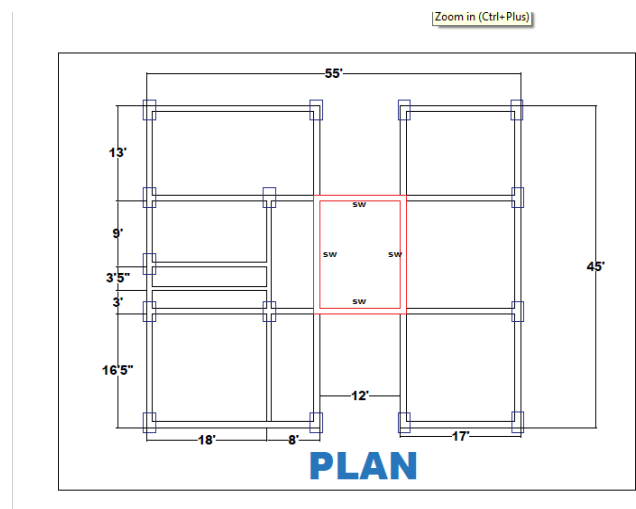 Zoom in (Ctrl+Plus)
55'
13'
SW
9'
SW
SW
3'5"
45'
3'
SW
16'5"
12'
18'
8'
17'
PLAN